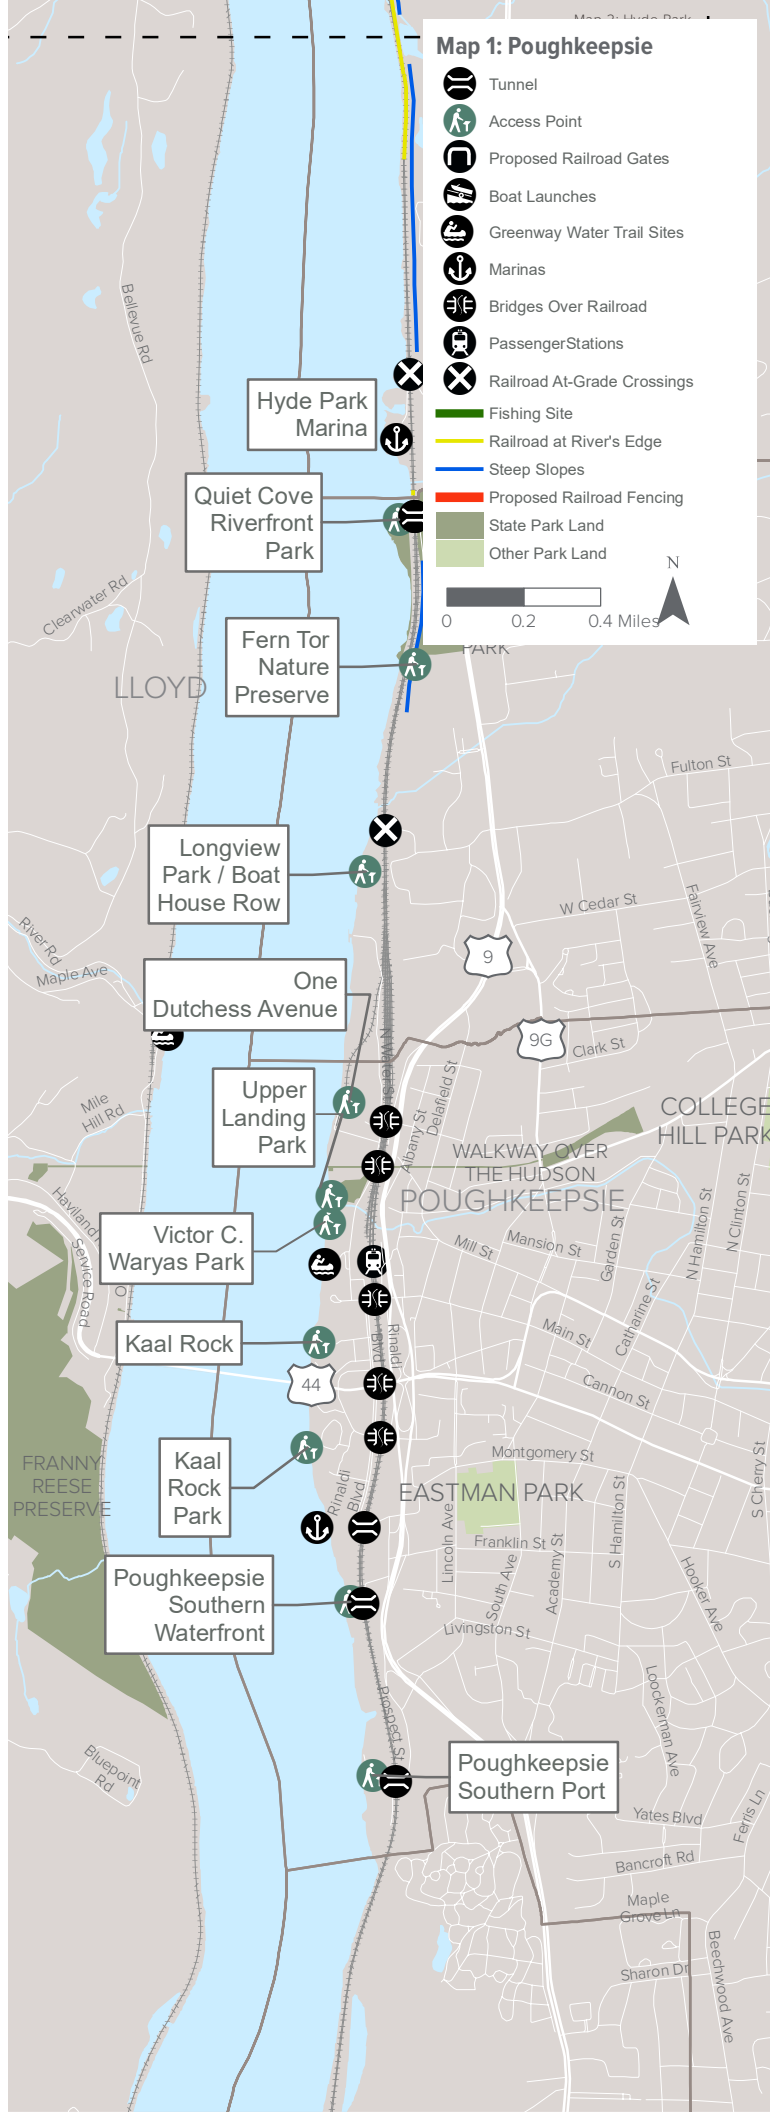 Map 2: Hyde Park
Map 1: Poughkeepsie
Tunnel
Access Point
Proposed Railroad Gates
Boat Launches
Greenway Water Trail Sites
Marinas
Bridges Over Railroad
PassengerStations
Railroad At-Grade Crossings
Fishing Site
Railroad at River's Edge
Steep Slopes
Proposed Railroad Fencing
State Park Land
Other Park Land
N
0 0.2 0.4 Miles
Bellevue Rd
Hyde Park
Marina
Quiet Cove
Riverfront
Park
Clearwater Rd
Fern Tor
Nature
Preserve
PARK
LLOYD
Fulton St
Longview
Park / Boat
House Row
W Cedar St
Fairview Ave
River Rd
Maple Ave
9
One
Dutchess Avenue
9G
Clark St
N Water St
Delafield St
Albany St
Upper
Landing
Park
Mile
Hill Rd
COLLEGE
HILL PARK
WALKWAY OVER
THE HUDSON
POUGHKEEPSIE
Haviland
Service Road
Victor C.
Waryas Park
Mill St
Mansion St
Garden St
N Hamilton St
N Clinton St
Catharine St
Kaal Rock
Rinaldi
Blvd
Main St
Cannon St
44
Kaal
Rock
Park
FRANNY
REESE
PRESERVE
Rinaldi
Blvd
Montgomery St
EASTMAN PARK
S Cherry St
Lincoln Ave
Franklin St
South Ave
Academy St
S Hamilton St
Hooker Ave
Livingston St
Poughkeepsie
Southern
Waterfront
Loockerman Ave
Prospect St
Bluepoint
Rd
Poughkeepsie
Southern Port
Yates Blvd
Ferris Ln
Bancroft Rd
Maple
Grove Ln
Sharon Dr
Beechwood Ave